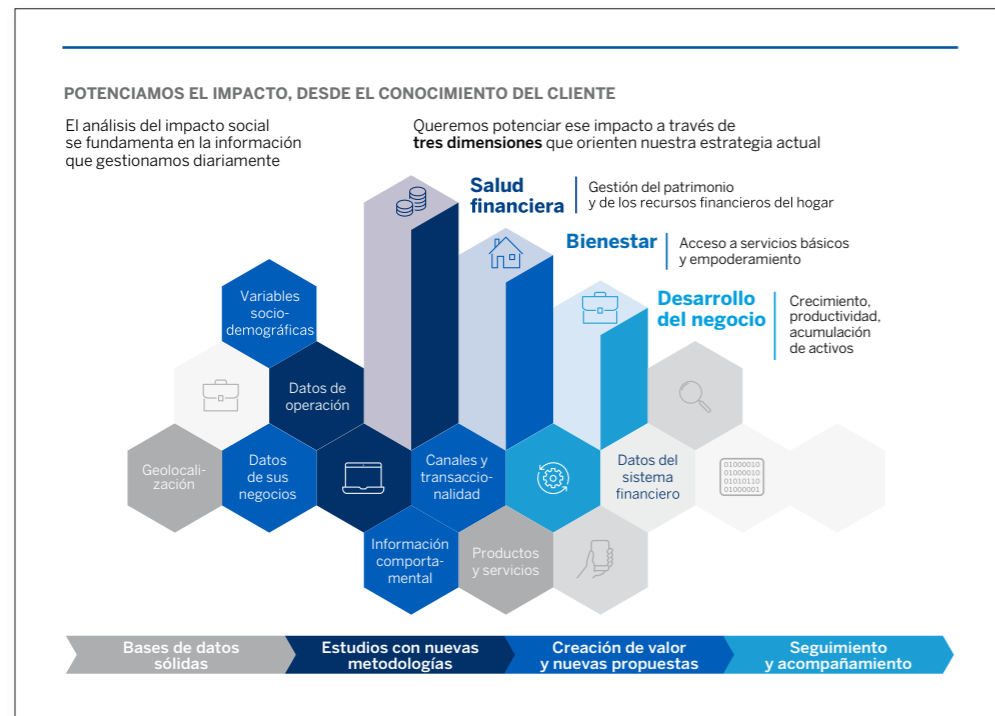 POTENCIAMOS EL IMPACTO, DESDE EL CONOCIMIENTO DEL CLIENTE
El análisis del impacto social
se fundamenta en la información
que gestionamos diariamente
Queremos potenciar ese impacto a través de
tres dimensiones que orienten nuestra estrategia actual
Salud
financiera
Gestión del patrimonio
y de los recursos financieros del hogar
Bienestar
Acceso a servicios básicos
y empoderamiento
Desarrollo
del negocio
Crecimiento,
productividad,
acumulación
de activos
Variables
socio-
demográficas
Datos de
operación
Geolocali-
zación
Datos
de sus
negocios
Canales y
transaccio-
nalidad
Datos del
sistema
financiero
01000010
01000010
01010110
01000001
Información
comporta-
mental
Productos
y servicios
Bases de datos
sólidas
Estudios con nuevas
metodologías
Creación de valor
y nuevas propuestas
Seguimiento
y acompañamiento